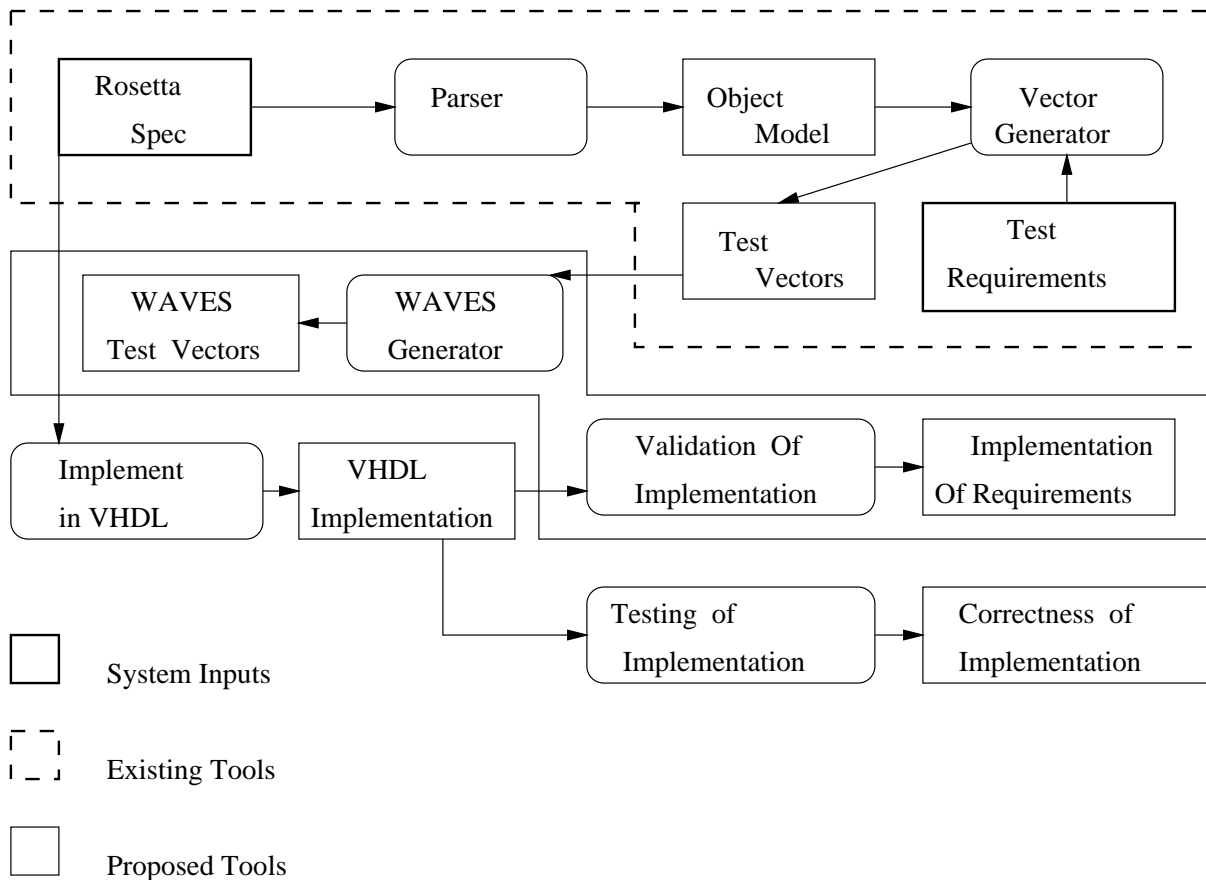 Rosetta
Spec
Parser
Object
Model
Vector
Generator
Test
Vectors
Test
Requirements
WAVES
Test Vectors
WAVES
Generator
Implement
in VHDL
VHDL
Implementation
Validation Of
Implementation
Implementation
Of Requirements
Testing of
Implementation
Correctness of
Implementation
System Inputs
Existing Tools
Proposed Tools